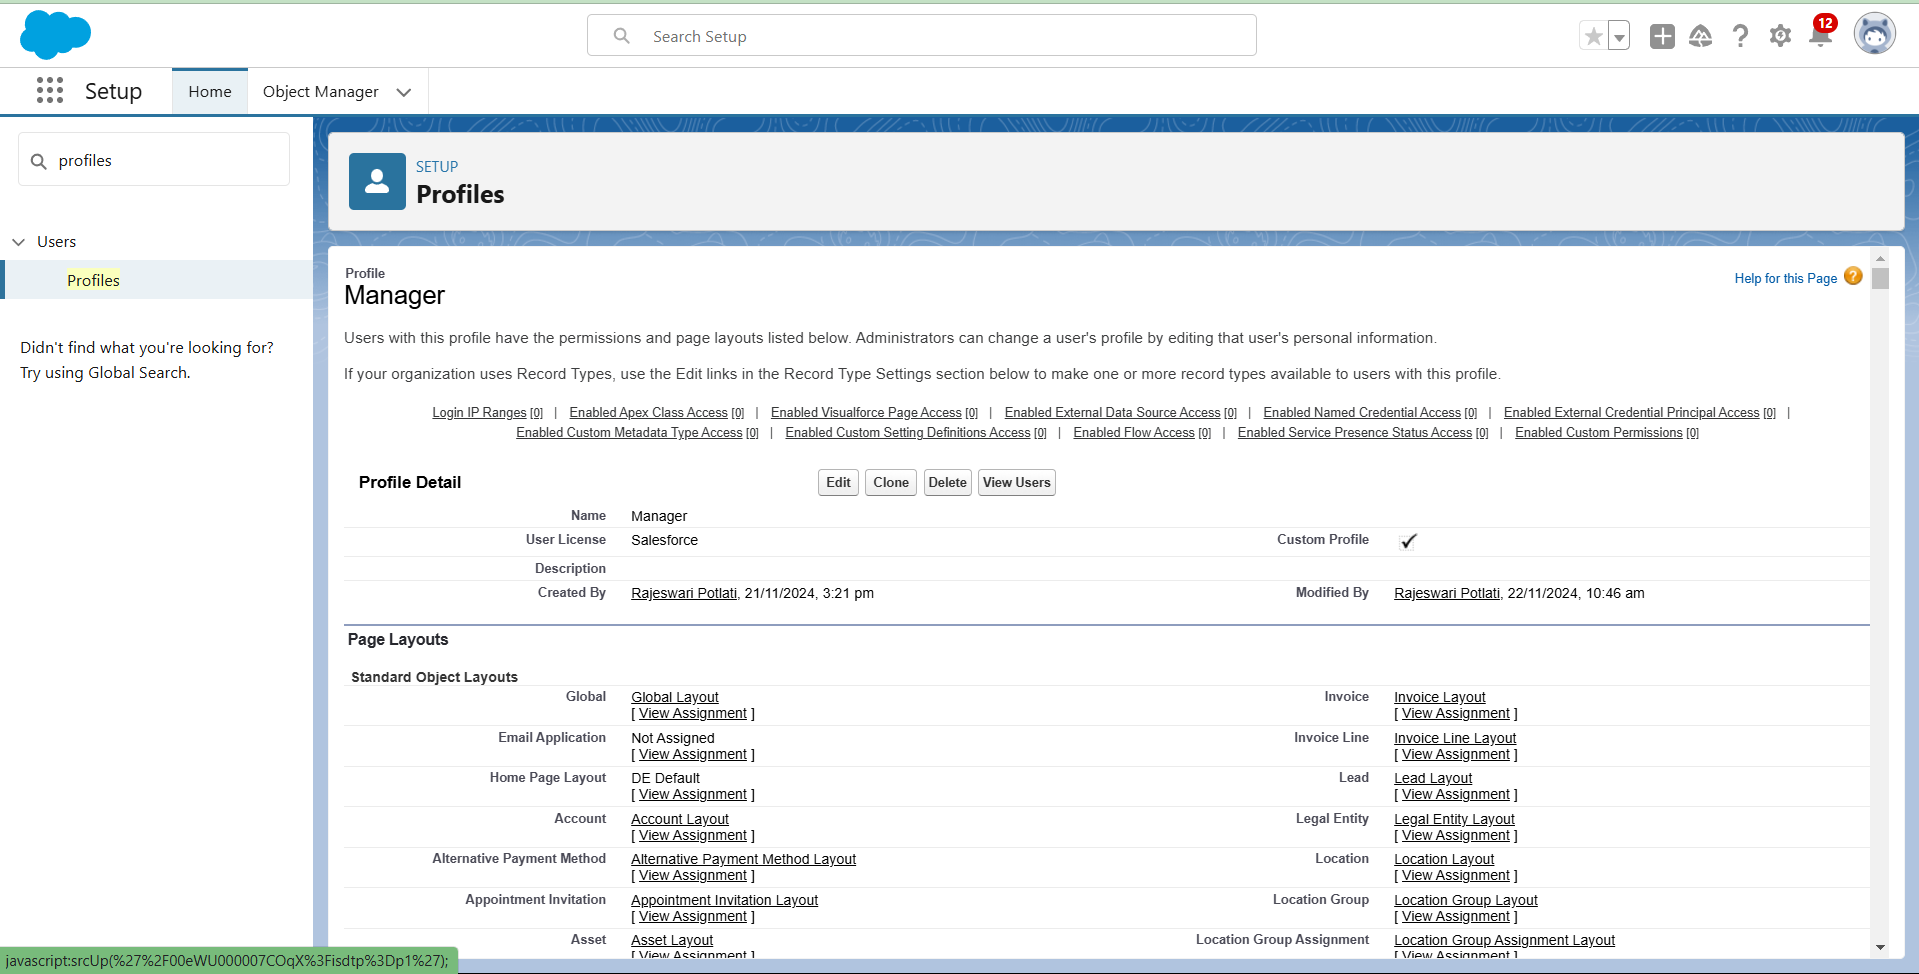 Search Setup
12
Setup
Home
Object Manager
profiles
Users
Profiles
Didn't find what you're looking for?
Try using Global Search.
SETUP
Profiles
Profile
Manager
Help for this Page
Users with this profile have the permissions and page layouts listed below. Administrators can change a user's profile by editing that user's personal information.
If your organization uses Record Types, use the Edit links in the Record Type Settings section below to make one or more record types available to users with this profile.
Login IP Ranges [0] | Enabled Apex Class Access [0] | Enabled Visualforce Page Access [0] | Enabled External Data Source Access [0] | Enabled Named Credential Access [0] | Enabled External Credential Principal Access [0] |
Enabled Custom Metadata Type Access [0] | Enabled Custom Setting Definitions Access [0] | Enabled Flow Access [0] | Enabled Service Presence Status Access [0] | Enabled Custom Permissions [0]
Profile Detail Edit Clone Delete View Users
Name Manager
User License Salesforce Custom Profile
Description
Created By Rajeswari Potlati, 21/11/2024, 3:21 pm Modified By Rajeswari Potlati, 22/11/2024, 10:46 am
Page Layouts
Standard Object Layouts
Global Global Layout Invoice Invoice Layout
[ View Assignment ] [ View Assignment ]
Email Application Not Assigned Invoice Line Invoice Line Layout
[ View Assignment ] [ View Assignment ]
Home Page Layout DE Default Lead Lead Layout
[ View Assignment ] [ View Assignment ]
Account Account Layout Legal Entity Legal Entity Layout
[ View Assignment ] [ View Assignment ]
Alternative Payment Method Alternative Payment Method Layout Location Location Layout
[ View Assignment ] [ View Assignment ]
Appointment Invitation Appointment Invitation Layout Location Group Location Group Layout
[ View Assignment ] [ View Assignment ]
Asset Asset Layout Location Group Assignment Location Group Assignment Layout
[ View Assignment ] [ View Assignment ]
javascript:srcUp(%27%2F00eWU000007COqX%3Fisdtp%3Dp1%27);